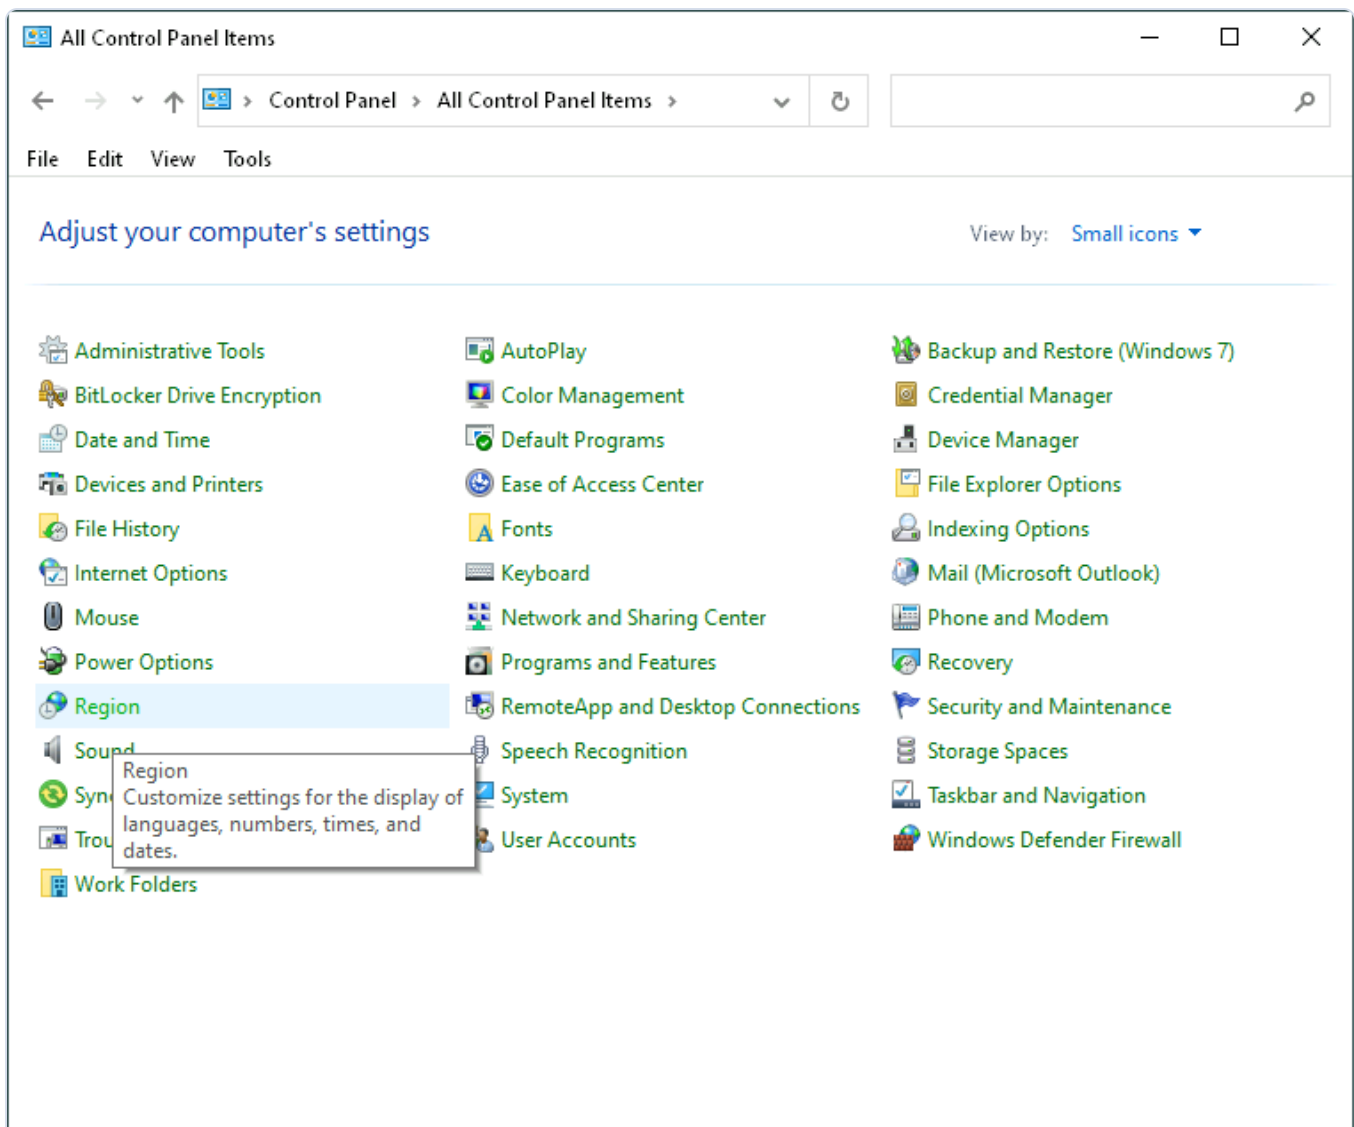 All Control Panel Items
Control Panel > All Control Panel Items >
File Edit View Tools
Adjust your computer's settings
View by: Small icons
Administrative Tools
AutoPlay
Backup and Restore (Windows 7)
BitLocker Drive Encryption
Color Management
Credential Manager
Date and Time
Default Programs
Device Manager
Devices and Printers
Ease of Access Center
File Explorer Options
File History
Fonts
Indexing Options
Internet Options
Keyboard
Mail (Microsoft Outlook)
Mouse
Network and Sharing Center
Phone and Modem
Power Options
Programs and Features
Recovery
Region
RemoteApp and Desktop Connections
Security and Maintenance
Sound
Speech Recognition
Storage Spaces
Region
Customize settings for the display of
languages, numbers, times, and
dates.
System
Taskbar and Navigation
User Accounts
Windows Defender Firewall
Work Folders